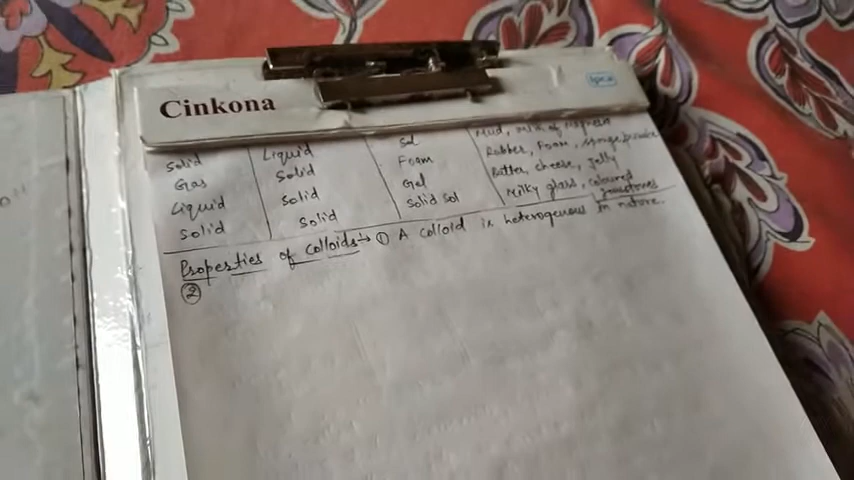 Cinkona
Solid Liquid Sol Mud, milk of magnesia
Gas Solid Foam Rubber, Foam, sponge, pumice
Liquid Solid Gel Butter, cheese, jelly
Solid Solid Solid Sol Milky glass, coloured gemstones
Properties of colloids → ① A colloid is heterogenous in nature.
②